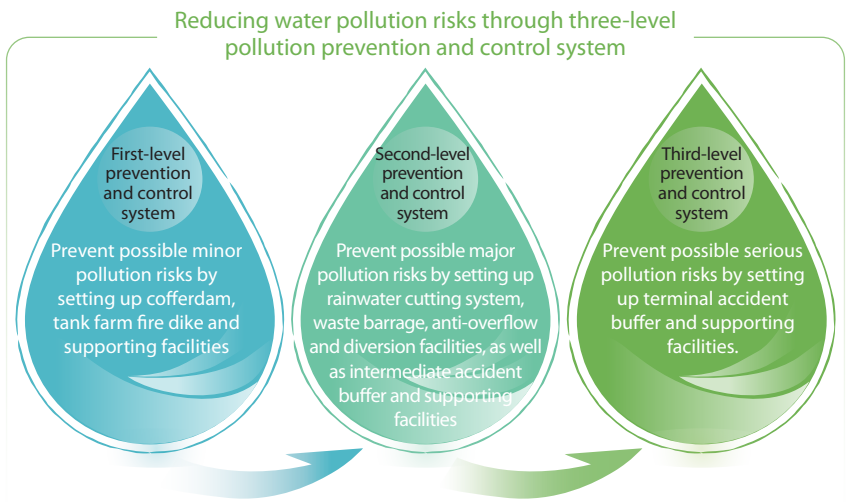 Reducing water pollution risks through three-level
pollution prevention and control system
First-level
prevention
and control
system
Prevent possible minor
pollution risks by
setting up cofferdam,
tank farm fire dike and
supporting facilities
Second-level
prevention
and control
system
Prevent possible major
pollution risks by setting up
rainwater cutting system,
waste barrage, anti-overflow
and diversion facilities, as well
as intermediate accident
buffer and supporting
facilities
Third-level
prevention
and control
system
Prevent possible serious
pollution risks by setting
up terminal accident
buffer and supporting
facilities.